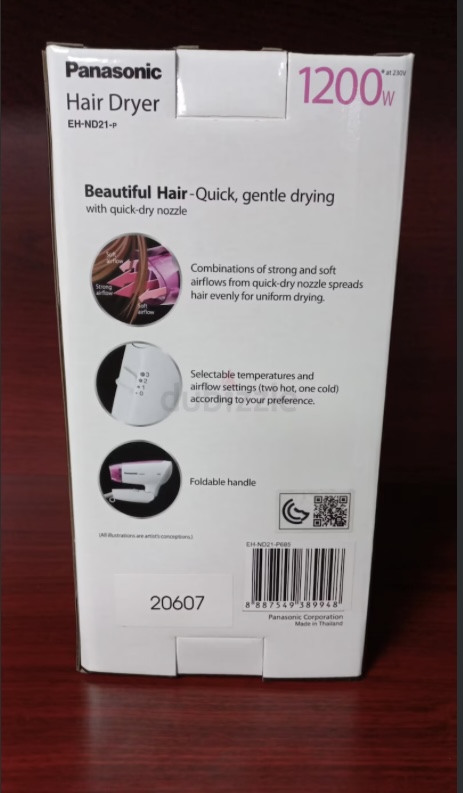 Panasonic
Hair Dryer
EH-ND21-P
1200W
*at 230V
Beautiful Hair - Quick, gentle drying
with quick-dry nozzle
Soft airflow
Strong airflow
Soft airflow
Combinations of strong and soft
airflows from quick-dry nozzle spreads
hair evenly for uniform drying.
3
2
1
0
Selectable temperatures and
airflow settings (two hot, one cold)
according to your preference.
dubizzle
Panasonic
Foldable handle
(All illustrations are artist's conceptions.)
EH-ND21-P685
8 887549 389948
20607
Panasonic Corporation
Made in Thailand